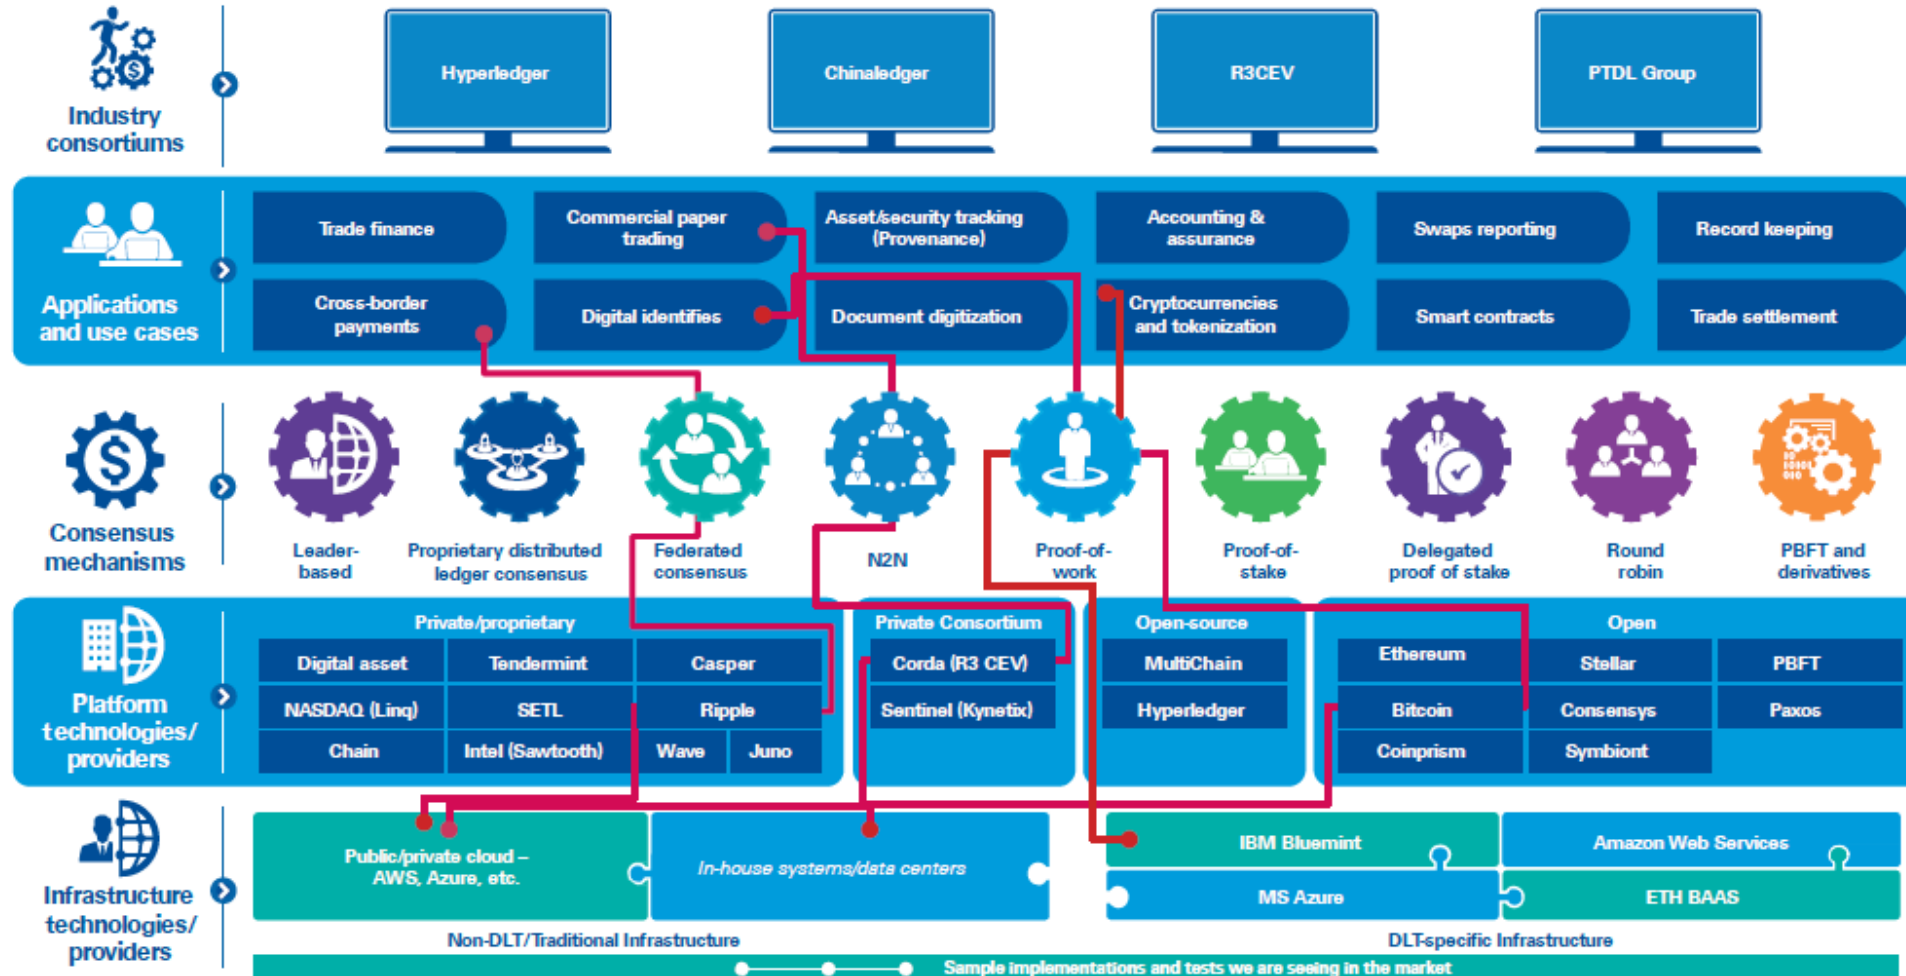 Industry
consortiums
Hyperledger
Chinaledger
R3CEV
PTDL Group
Applications
and use cases
Trade finance
Commercial paper
trading
Asset/security tracking
(Provenance)
Accounting &
assurance
Swaps reporting
Record keeping
Cross-border
payments
Digital identifies
Document digitization
Cryptocurrencies
and tokenization
Smart contracts
Trade settlement
Consensus
mechanisms
Leader-
based
Proprietary distributed
ledger consensus
Federated
consensus
N2N
Proof-of-
work
Proof-of-
stake
Delegated
proof of stake
Round
robin
PBFT and
derivatives
Platform
technologies/
providers
Private/proprietary
Digital asset
Tendermint
Casper
NASDAQ (Linq)
SETL
Ripple
Chain
Intel (Sawtooth)
Wave
Juno
Private Consortium
Corda (R3 CEV)
Sentinel (Kynetix)
Open-source
MultiChain
Hyperledger
Open
Ethereum
Stellar
PBFT
Bitcoin
Consensys
Paxos
Coinprism
Symbiont
Infrastructure
technologies/
providers
Public/private cloud –
AWS, Azure, etc.
In-house systems/data centers
IBM Bluemint
Amazon Web Services
MS Azure
ETH BAAS
Non-DLT/Traditional Infrastructure
DLT-specific Infrastructure
Sample implementations and tests we are seeing in the market